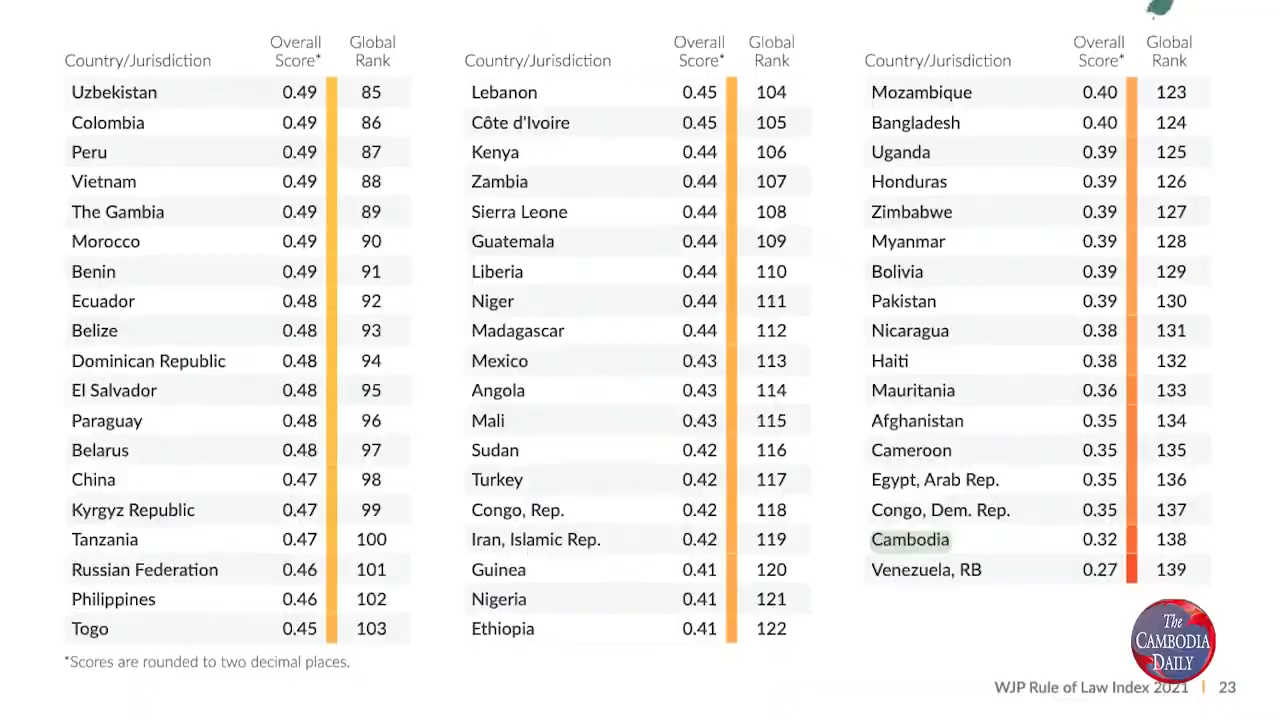 Country/Jurisdiction Overall Score* Global Rank
Uzbekistan 0.49 85
Colombia 0.49 86
Peru 0.49 87
Vietnam 0.49 88
The Gambia 0.49 89
Morocco 0.49 90
Benin 0.49 91
Ecuador 0.48 92
Belize 0.48 93
Dominican Republic 0.48 94
El Salvador 0.48 95
Paraguay 0.48 96
Belarus 0.48 97
China 0.47 98
Kyrgyz Republic 0.47 99
Tanzania 0.47 100
Russian Federation 0.46 101
Philippines 0.46 102
Togo 0.45 103
*Scores are rounded to two decimal places.
Country/Jurisdiction Overall Score* Global Rank
Lebanon 0.45 104
Côte d'Ivoire 0.45 105
Kenya 0.44 106
Zambia 0.44 107
Sierra Leone 0.44 108
Guatemala 0.44 109
Liberia 0.44 110
Niger 0.44 111
Madagascar 0.44 112
Mexico 0.43 113
Angola 0.43 114
Mali 0.43 115
Sudan 0.42 116
Turkey 0.42 117
Congo, Rep. 0.42 118
Iran, Islamic Rep. 0.42 119
Guinea 0.41 120
Nigeria 0.41 121
Ethiopia 0.41 122
Country/Jurisdiction Overall Score* Global Rank
Mozambique 0.40 123
Bangladesh 0.40 124
Uganda 0.39 125
Honduras 0.39 126
Zimbabwe 0.39 127
Myanmar 0.39 128
Bolivia 0.39 129
Pakistan 0.39 130
Nicaragua 0.38 131
Haiti 0.38 132
Mauritania 0.36 133
Afghanistan 0.35 134
Cameroon 0.35 135
Egypt, Arab Rep. 0.35 136
Congo, Dem. Rep. 0.35 137
Cambodia 0.32 138
Venezuela, RB 0.27 139
The
CAMBODIA
DAILY
WJP Rule of Law Index 2021 | 23